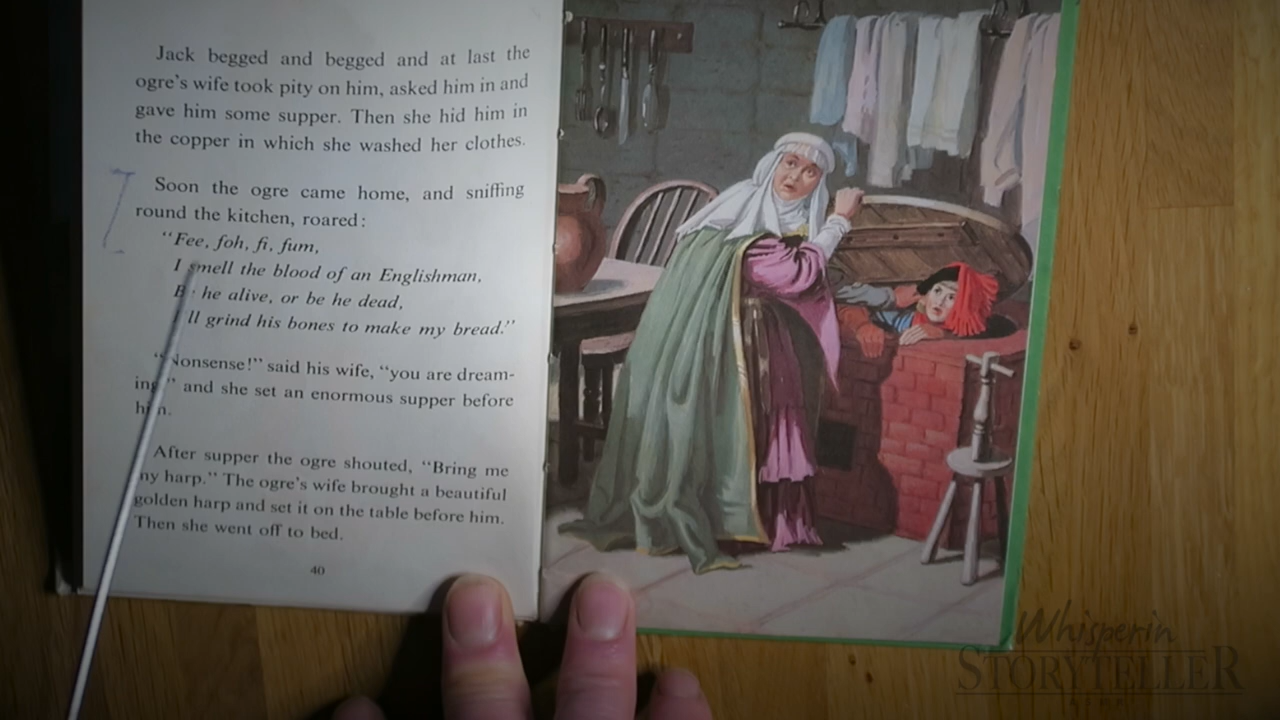 Jack begged and begged and at last the
ogre's wife took pity on him, asked him in and
gave him some supper. Then she hid him in
the copper in which she washed her clothes.
Soon the ogre came home, and sniffing
round the kitchen, roared:
"Fee, foh, fi, fum,
I smell the blood of an Englishman,
Be he alive, or be he dead,
I'll grind his bones to make my bread."
"Nonsense!" said his wife, "you are dream-
ing," and she set an enormous supper before
him.
After supper the ogre shouted, "Bring me
my harp." The ogre's wife brought a beautiful
golden harp and set it on the table before him.
Then she went off to bed.
40
Whisperin
STORYTELLER